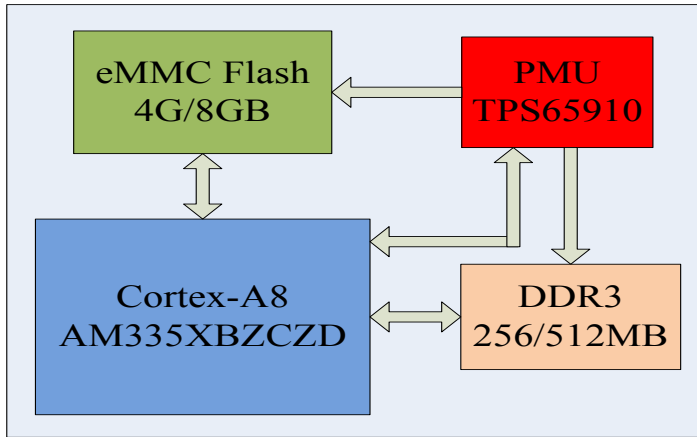 eMMC Flash
4G/8GB
PMU
TPS65910
Cortex-A8
AM335XBZCZD
DDR3
256/512MB